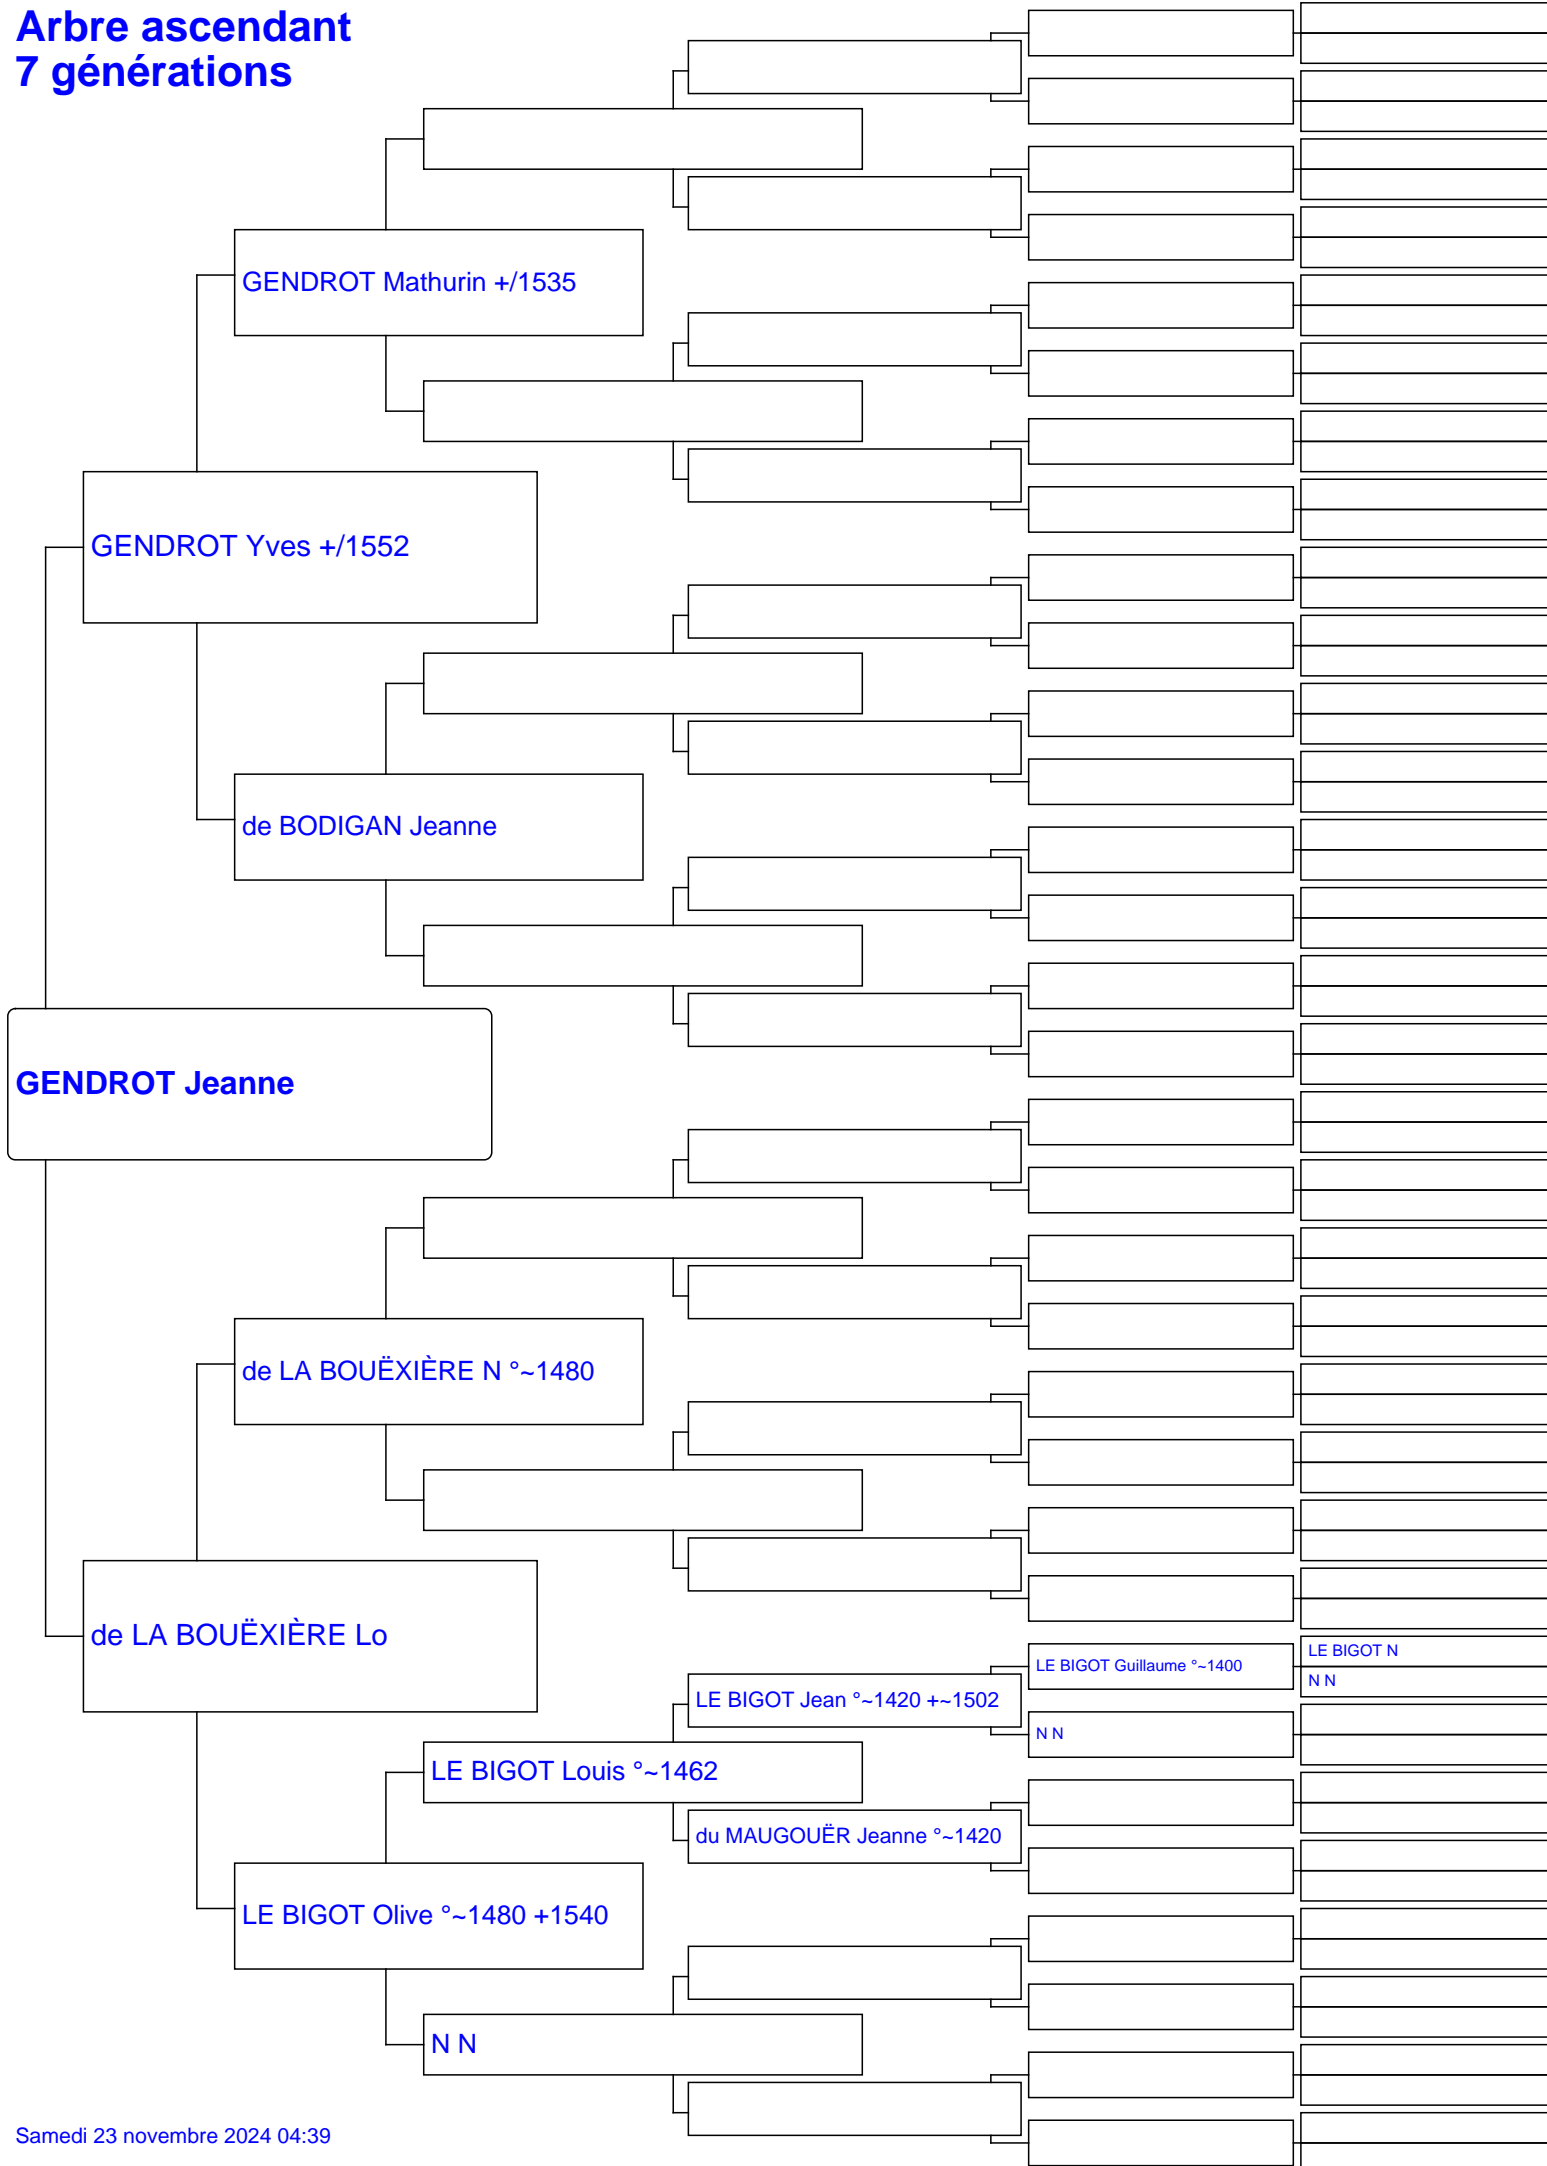 Arbre ascendant
7 générations
GENDROT Mathurin +/1535
GENDROT Yves +/1552
de BODIGAN Jeanne
GENDROT Jeanne
de LA BOUËXIÈRE N °~1480
de LA BOUËXIÈRE Lo
LE BIGOT Guillaume °~1400
LE BIGOT N
N N
LE BIGOT Jean °~1420 +~1502
N N
LE BIGOT Louis °~1462
du MAUGOUËR Jeanne °~1420
LE BIGOT Olive °~1480 +1540
N N
Samedi 23 novembre 2024 04:39